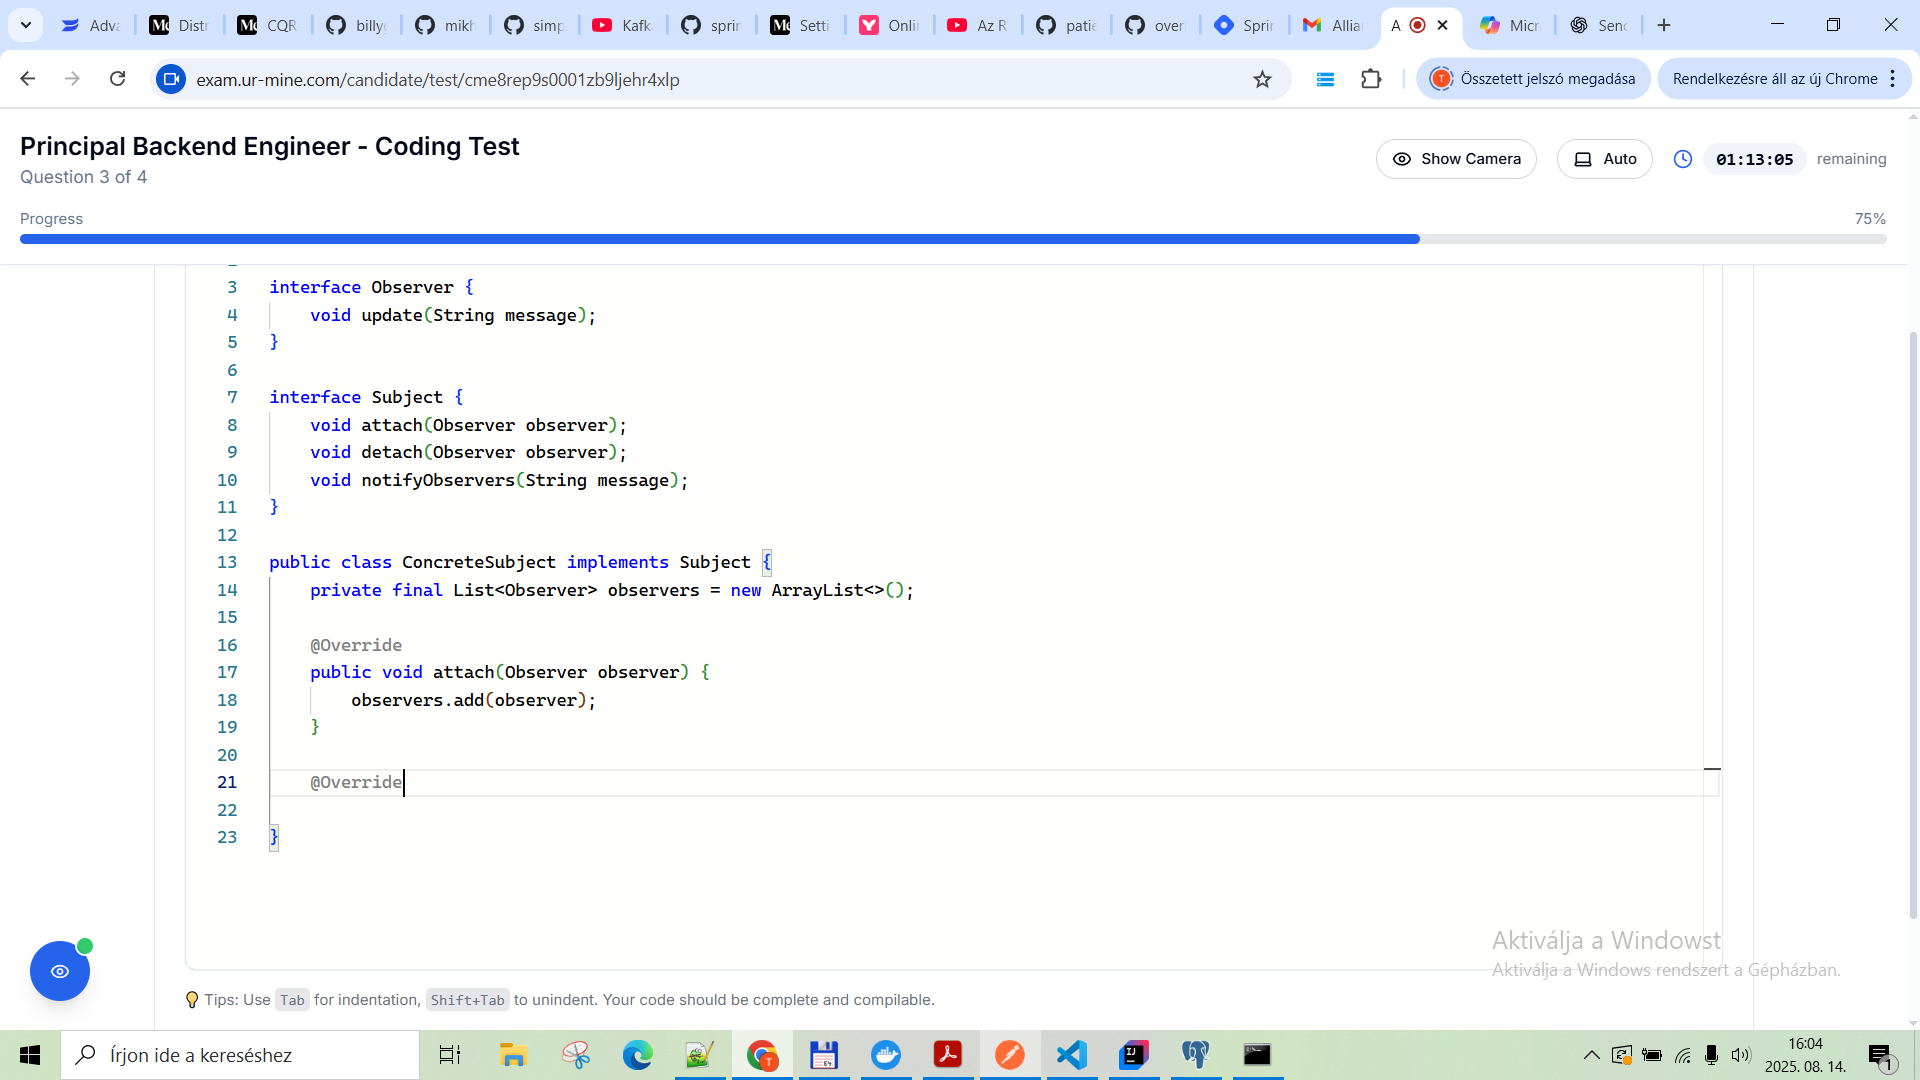 Adva
Distr
CQR
billyg
mikh
simp
Kafk
sprin
Setti
Onlin
Az R
patie
over
Sprin
Allia
A
Micr
Send
exam.ur-mine.com/candidate/test/cme8rep9s0001zb9ljehr4xlp
Összetett jelszó megadása
Rendelkezésre áll az új Chrome
Principal Backend Engineer - Coding Test
Question 3 of 4
Show Camera
Auto
01:13:05 remaining
Progress
75%
3 interface Observer {
4 void update(String message);
5 }
6
7 interface Subject {
8 void attach(Observer observer);
9 void detach(Observer observer);
10 void notifyObservers(String message);
11 }
12
13 public class ConcreteSubject implements Subject {
14 private final List<Observer> observers = new ArrayList<>();
15
16 @Override
17 public void attach(Observer observer) {
18 observers.add(observer);
19 }
20
21 @Override
22
23 }
Aktiválja a Windowst
Aktiválja a Windows rendszert a Gépházban.
Tips: Use Tab for indentation, Shift+Tab to unindent. Your code should be complete and compilable.
Írjon ide a kereséshez
16:04
2025. 08. 14.
1